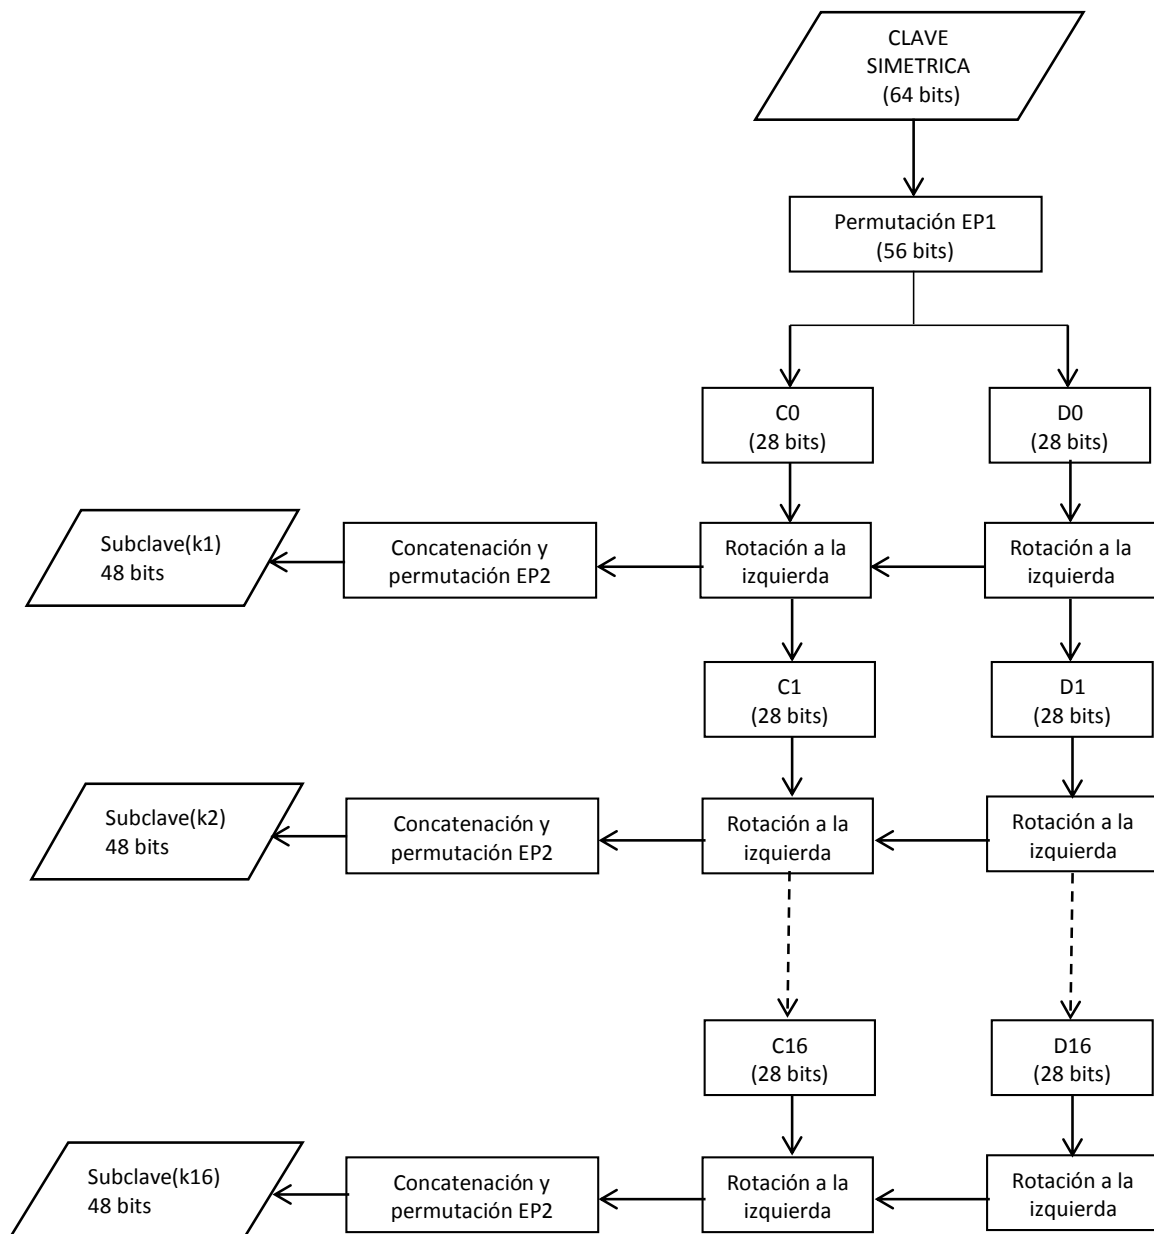 CLAVE
SIMETRICA
(64 bits)
Permutación EP1
(56 bits)
C0
(28 bits)
D0
(28 bits)
Subclave(k1)
48 bits
Concatenación y
permutación EP2
Rotación a la
izquierda
Rotación a la
izquierda
C1
(28 bits)
D1
(28 bits)
Subclave(k2)
48 bits
Concatenación y
permutación EP2
Rotación a la
izquierda
Rotación a la
izquierda
C16
(28 bits)
D16
(28 bits)
Subclave(k16)
48 bits
Concatenación y
permutación EP2
Rotación a la
izquierda
Rotación a la
izquierda